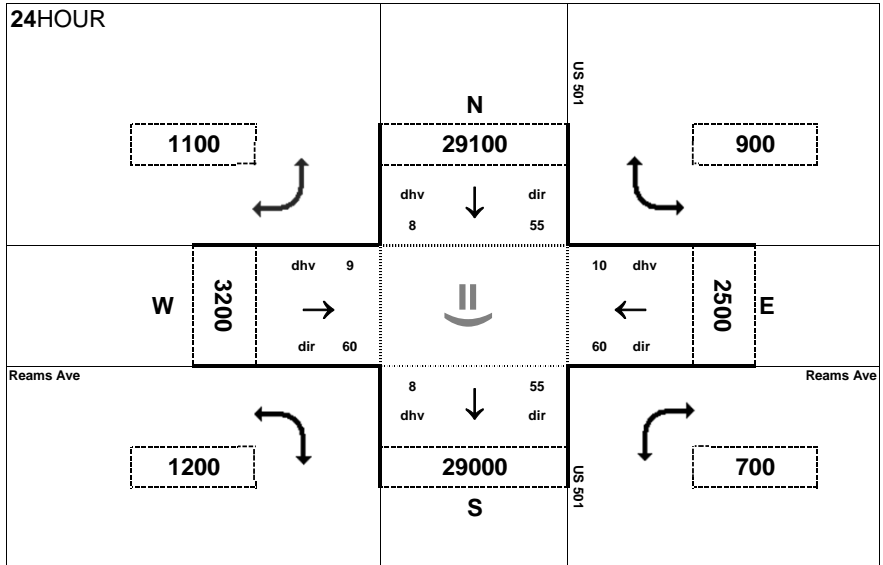 24HOUR
US 501
N
1100
29100
900
dhv
dir
8
55
dhv 9
10 dhv
W
3200
2500
E
dir 60
60 dir
Reams Ave
Reams Ave
8
55
dhv
dir
1200
29000
700
US 501
S